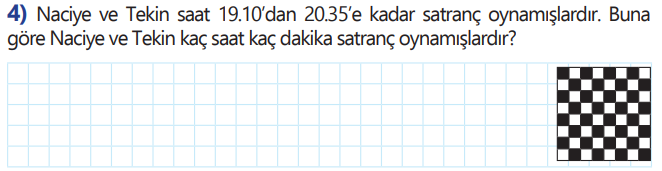 4) Naciye ve Tekin saat 19.10’dan 20.35’e kadar satranç oynamışlardır. Buna
göre Naciye ve Tekin kaç saat kaç dakika satranç oynamışlardır?